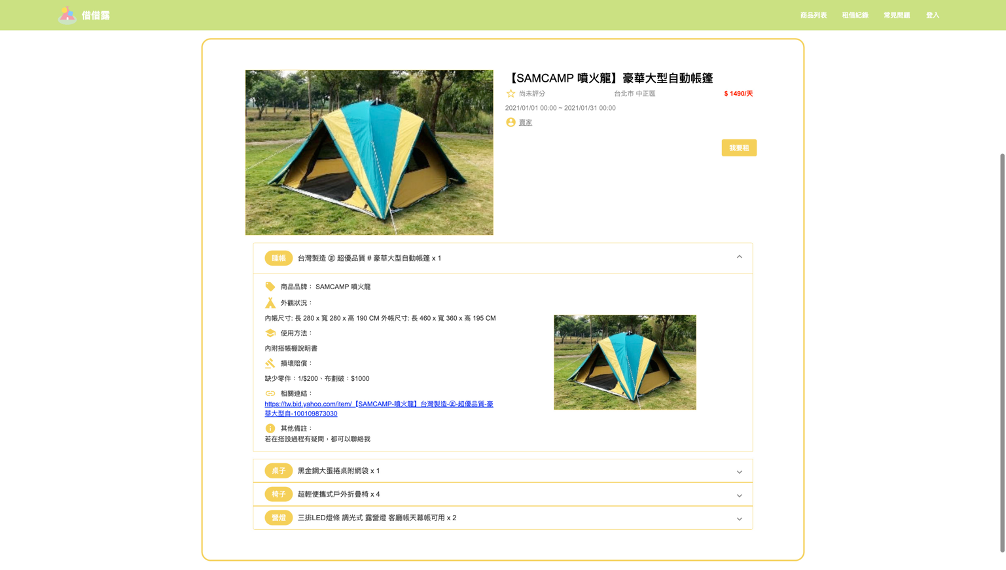 借借露
商品列表 租借紀錄 常見問題 登入
【SAMCAMP 噴火龍】豪華大型自動帳篷
尚未評分 台北市 中正區 $ 1490/天
2021/01/01 00:00 ~ 2021/01/31 00:00
賣家
我要租
睡帳 台灣製造 ㊣ 超優品質 # 豪華大型自動帳篷 x 1
商品品牌： SAMCAMP 噴火龍
外觀狀況：
內帳尺寸: 長 280 x 寬 280 x 高 190 CM 外帳尺寸: 長 460 x 寬 360 x 高 195 CM
使用方法：
內附搭帳棚說明書
損壞賠償：
缺少零件：1/$200、布劃破：$1000
相關連結：
https://tw.bid.yahoo.com/item/【SAMCAMP-噴火龍】台灣製造-㊣-超優品質-豪
華大型自-100109873030
其他備註：
若在搭設過程有疑問，都可以聯絡我
桌子 黑金鋼大蛋捲桌附網袋 x 1
椅子 超輕便攜式戶外折疊椅 x 4
營燈 三排LED燈條 調光式 露營燈 客廳帳天幕帳可用 x 2